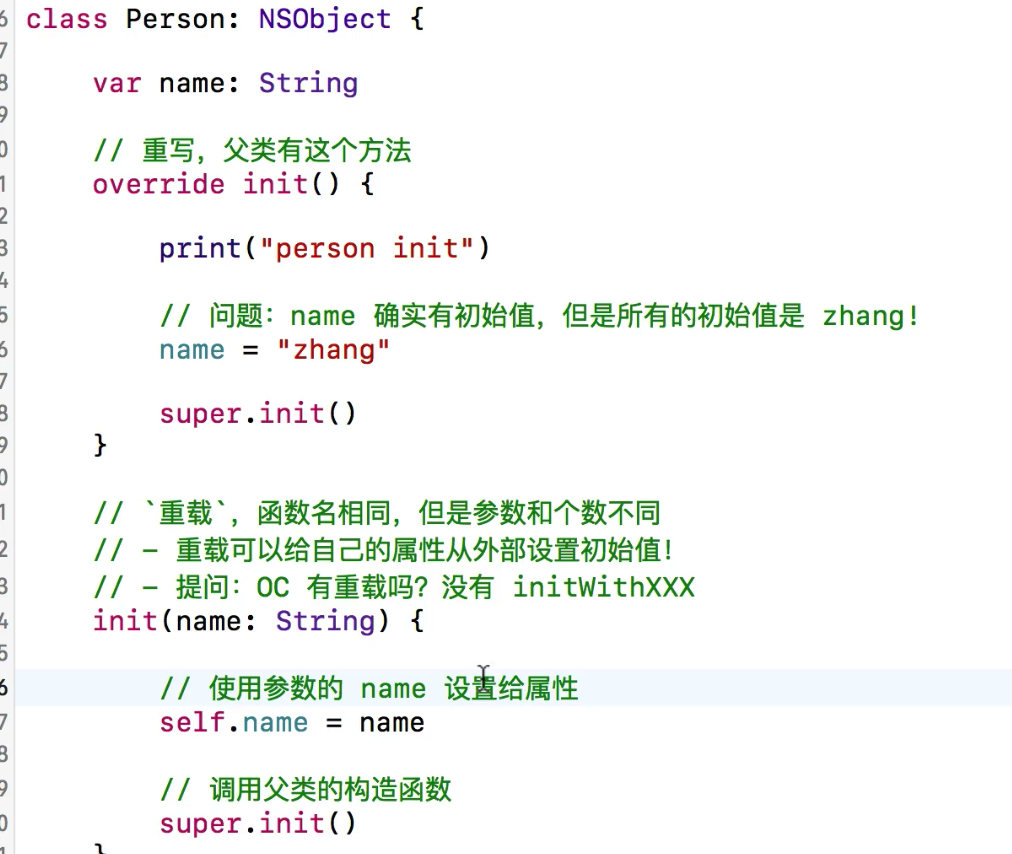 6 class Person: NSObject {
7
8 var name: String
9
0 // 重写，父类有这个方法
1 override init() {
2
3 print("person init")
4
5 // 问题：name 确实有初始值，但是所有的初始值是 zhang！
6 name = "zhang"
7
8 super.init()
9 }
0
1 // `重载`，函数名相同，但是参数和个数不同
2 // - 重载可以给自己的属性从外部设置初始值！
3 // - 提问：OC 有重载吗？没有 initWithXXX
4 init(name: String) {
5
6 // 使用参数的 name 设置给属性
7 self.name = name
8
9 // 调用父类的构造函数
0 super.init()
1 }